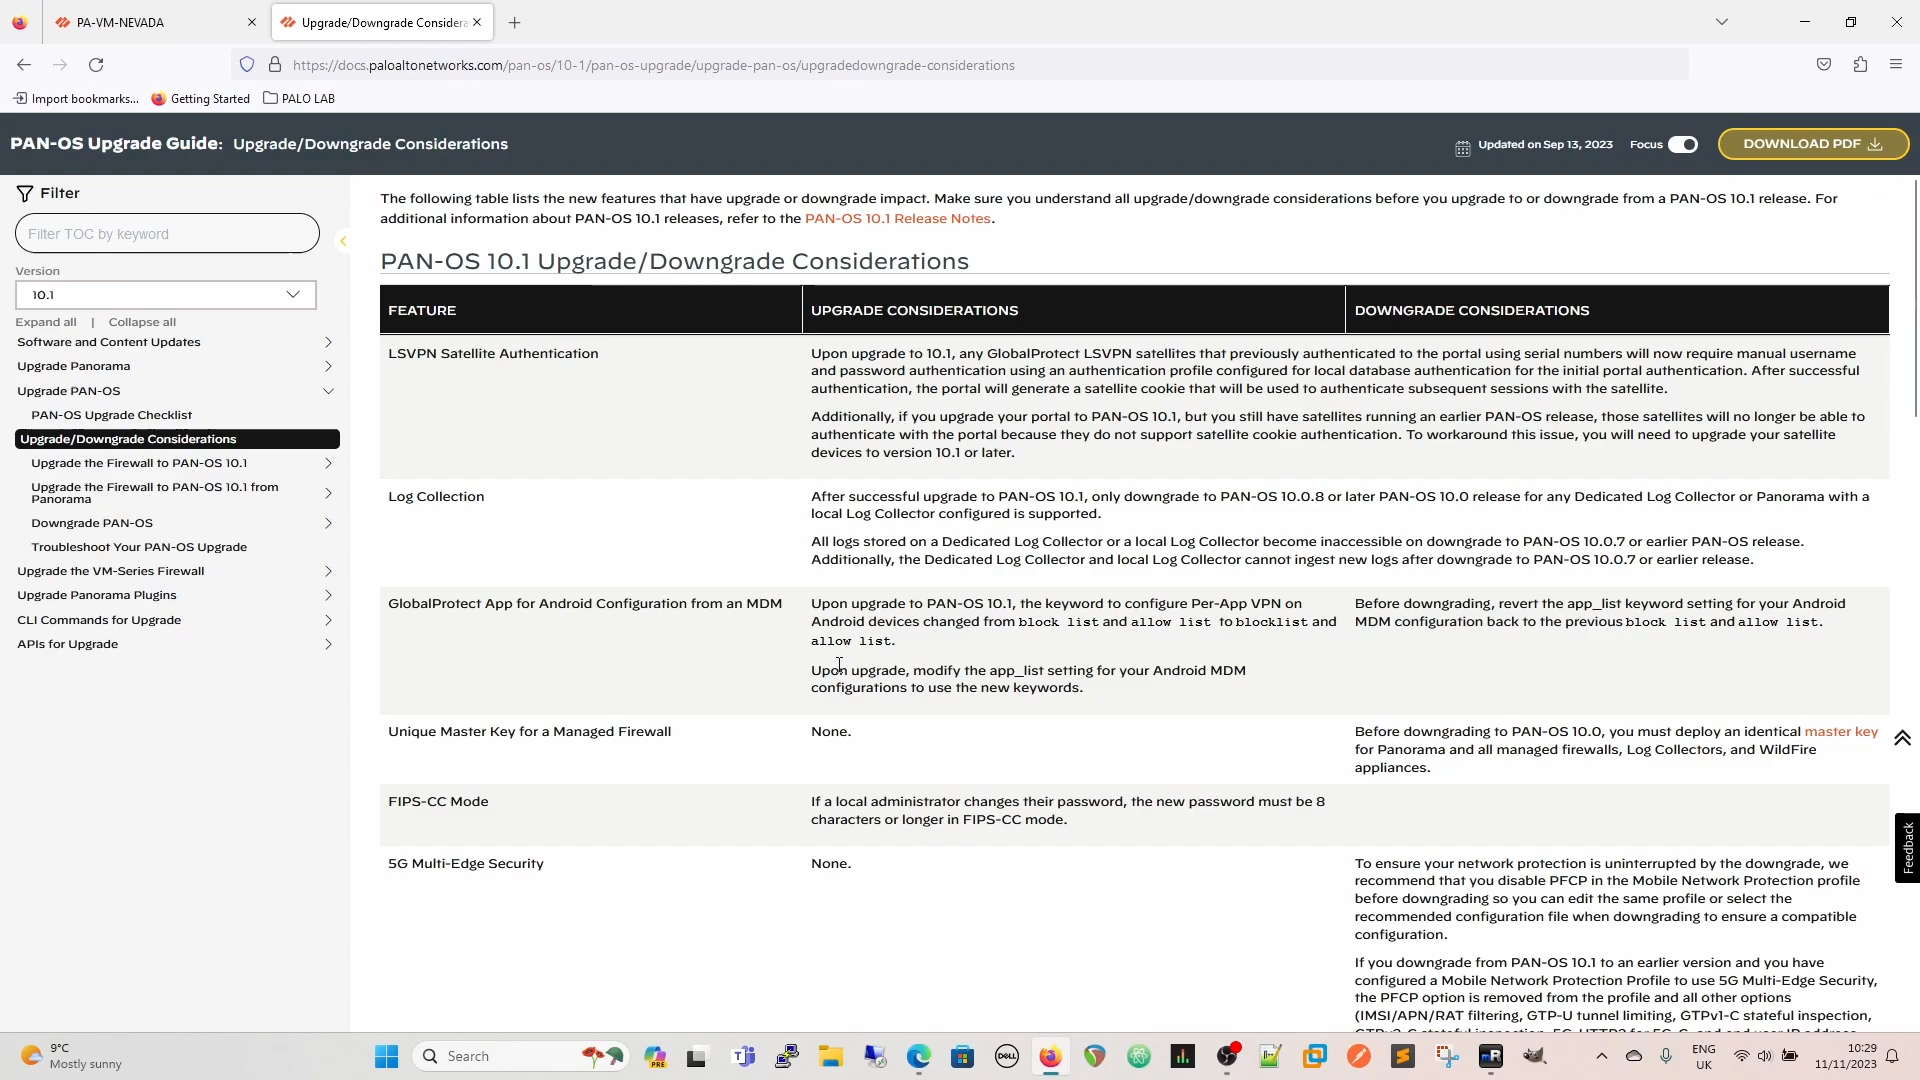 PA-VM-NEVADA
Upgrade/Downgrade Considera
https://docs.paloaltonetworks.com/pan-os/10-1/pan-os-upgrade/upgrade-pan-os/upgradedowngrade-considerations
Import bookmarks... Getting Started PALO LAB
PAN-OS Upgrade Guide: Upgrade/Downgrade Considerations
Updated on Sep 13, 2023 Focus DOWNLOAD PDF
Filter
Filter TOC by keyword
Version
10.1
Expand all | Collapse all
Software and Content Updates
Upgrade Panorama
Upgrade PAN-OS
PAN-OS Upgrade Checklist
Upgrade/Downgrade Considerations
Upgrade the Firewall to PAN-OS 10.1
Upgrade the Firewall to PAN-OS 10.1 from
Panorama
Downgrade PAN-OS
Troubleshoot Your PAN-OS Upgrade
Upgrade the VM-Series Firewall
Upgrade Panorama Plugins
CLI Commands for Upgrade
APIs for Upgrade
The following table lists the new features that have upgrade or downgrade impact. Make sure you understand all upgrade/downgrade considerations before you upgrade to or downgrade from a PAN-OS 10.1 release. For
additional information about PAN-OS 10.1 releases, refer to the PAN-OS 10.1 Release Notes.
PAN-OS 10.1 Upgrade/Downgrade Considerations
FEATURE UPGRADE CONSIDERATIONS DOWNGRADE CONSIDERATIONS
LSVPN Satellite Authentication
Upon upgrade to 10.1, any GlobalProtect LSVPN satellites that previously authenticated to the portal using serial numbers will now require manual username
and password authentication using an authentication profile configured for local database authentication for the initial portal authentication. After successful
authentication, the portal will generate a satellite cookie that will be used to authenticate subsequent sessions with the satellite.
Additionally, if you upgrade your portal to PAN-OS 10.1, but you still have satellites running an earlier PAN-OS release, those satellites will no longer be able to
authenticate with the portal because they do not support satellite cookie authentication. To workaround this issue, you will need to upgrade your satellite
devices to version 10.1 or later.
Log Collection
After successful upgrade to PAN-OS 10.1, only downgrade to PAN-OS 10.0.8 or later PAN-OS 10.0 release for any Dedicated Log Collector or Panorama with a
local Log Collector configured is supported.
All logs stored on a Dedicated Log Collector or a local Log Collector become inaccessible on downgrade to PAN-OS 10.0.7 or earlier PAN-OS release.
Additionally, the Dedicated Log Collector and local Log Collector cannot ingest new logs after downgrade to PAN-OS 10.0.7 or earlier release.
GlobalProtect App for Android Configuration from an MDM
Upon upgrade to PAN-OS 10.1, the keyword to configure Per-App VPN on
Android devices changed from block list and allow list to blocklist and
allow list.
Upon upgrade, modify the app_list setting for your Android MDM
configurations to use the new keywords.
Before downgrading, revert the app_list keyword setting for your Android
MDM configuration back to the previous block list and allow list.
Unique Master Key for a Managed Firewall
None.
Before downgrading to PAN-OS 10.0, you must deploy an identical master key
for Panorama and all managed firewalls, Log Collectors, and WildFire
appliances.
FIPS-CC Mode
If a local administrator changes their password, the new password must be 8
characters or longer in FIPS-CC mode.
5G Multi-Edge Security
None.
To ensure your network protection is uninterrupted by the downgrade, we
recommend that you disable PFCP in the Mobile Network Protection profile
before downgrading so you can edit the same profile or select the
recommended configuration file when downgrading to ensure a compatible
configuration.
If you downgrade from PAN-OS 10.1 to an earlier version and you have
configured a Mobile Network Protection Profile to use 5G Multi-Edge Security,
the PFCP option is removed from the profile and all other options
(IMSI/APN/RAT filtering, GTP-U tunnel limiting, GTPv1-C stateful inspection,
Feedback
9°C
Mostly sunny
Search
PRE
DELL
ENG
UK
10:29
11/11/2023